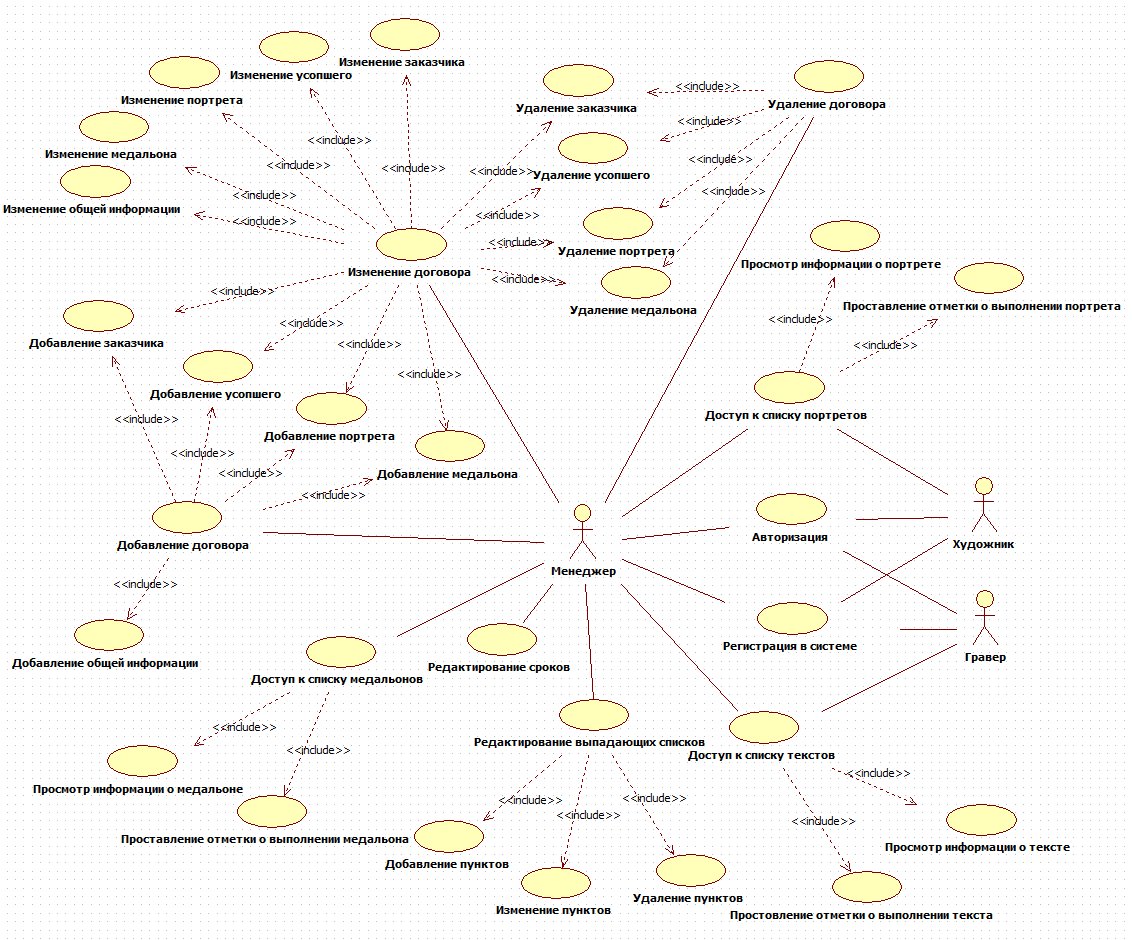 Изменение заказчика
Изменение усопшего
<<include>>
Удаление договора
Изменение портрета
Удаление заказчика
<<include>>
<<include>>
<<include>>
Изменение медальона
<<include>>
<<include>>
<<include>>
<<include>>
Удаление усопшего
<<include>>
<<include>>
Изменение общей информации
<<include>>
<<include>>
<<include>>
Удаление портрета
Просмотр информации о портрете
Изменение договора
<<include>>
<<include>>
Удаление медальона
Проставление отметки о выполнении портрета
<<include>>
<<include>>
Добавление заказчика
<<include>>
<<include>>
<<include>>
Добавление усопшего
Доступ к списку портретов
<<include>>
Добавление портрета
<<include>>
<<include>>
Добавление медальона
<<include>>
Авторизация
Художник
Добавление договора
Менеджер
<<include>>
Регистрация в системе
Гравер
Добавление общей информации
Редактирование сроков
Доступ к списку медальонов
<<include>>
Редактирование выпадающих списков
<<include>>
Доступ к списку текстов
<<include>>
Просмотр информации о медальоне
<<include>>
<<include>>
<<include>>
<<include>>
Проставление отметки о выполнении медальона
Просмотр информации о тексте
Добавление пунктов
Удаление пунктов
Изменение пунктов
Простовление отметки о выполнении текста